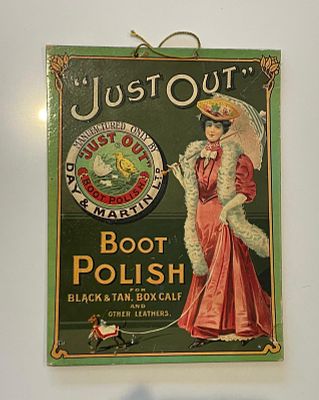 "JUST OUT"
MANUFACTURED ONLY BY
"JUST OUT"
BOOT POLISH
DAY & MARTIN LTD
BOOT
POLISH
FOR
BLACK & TAN, BOX CALF
AND
OTHER LEATHERS.